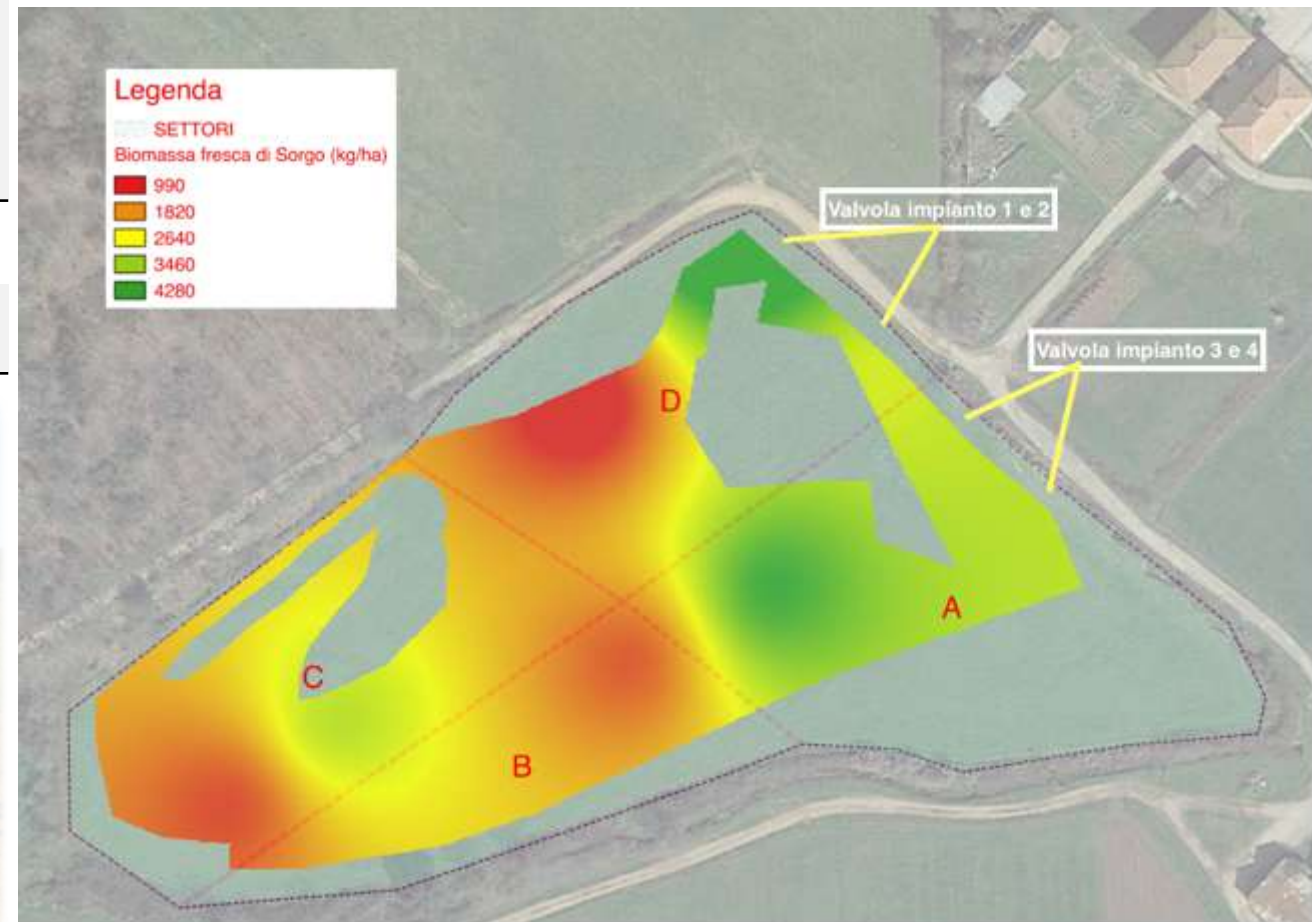 Legenda
SETTORI
Biomassa fresca di Sorgo (kg/ha)
990
1820
2640
3460
4280
Valvola impianto 1 e 2
Valvola impianto 3 e 4
D
A
C
B